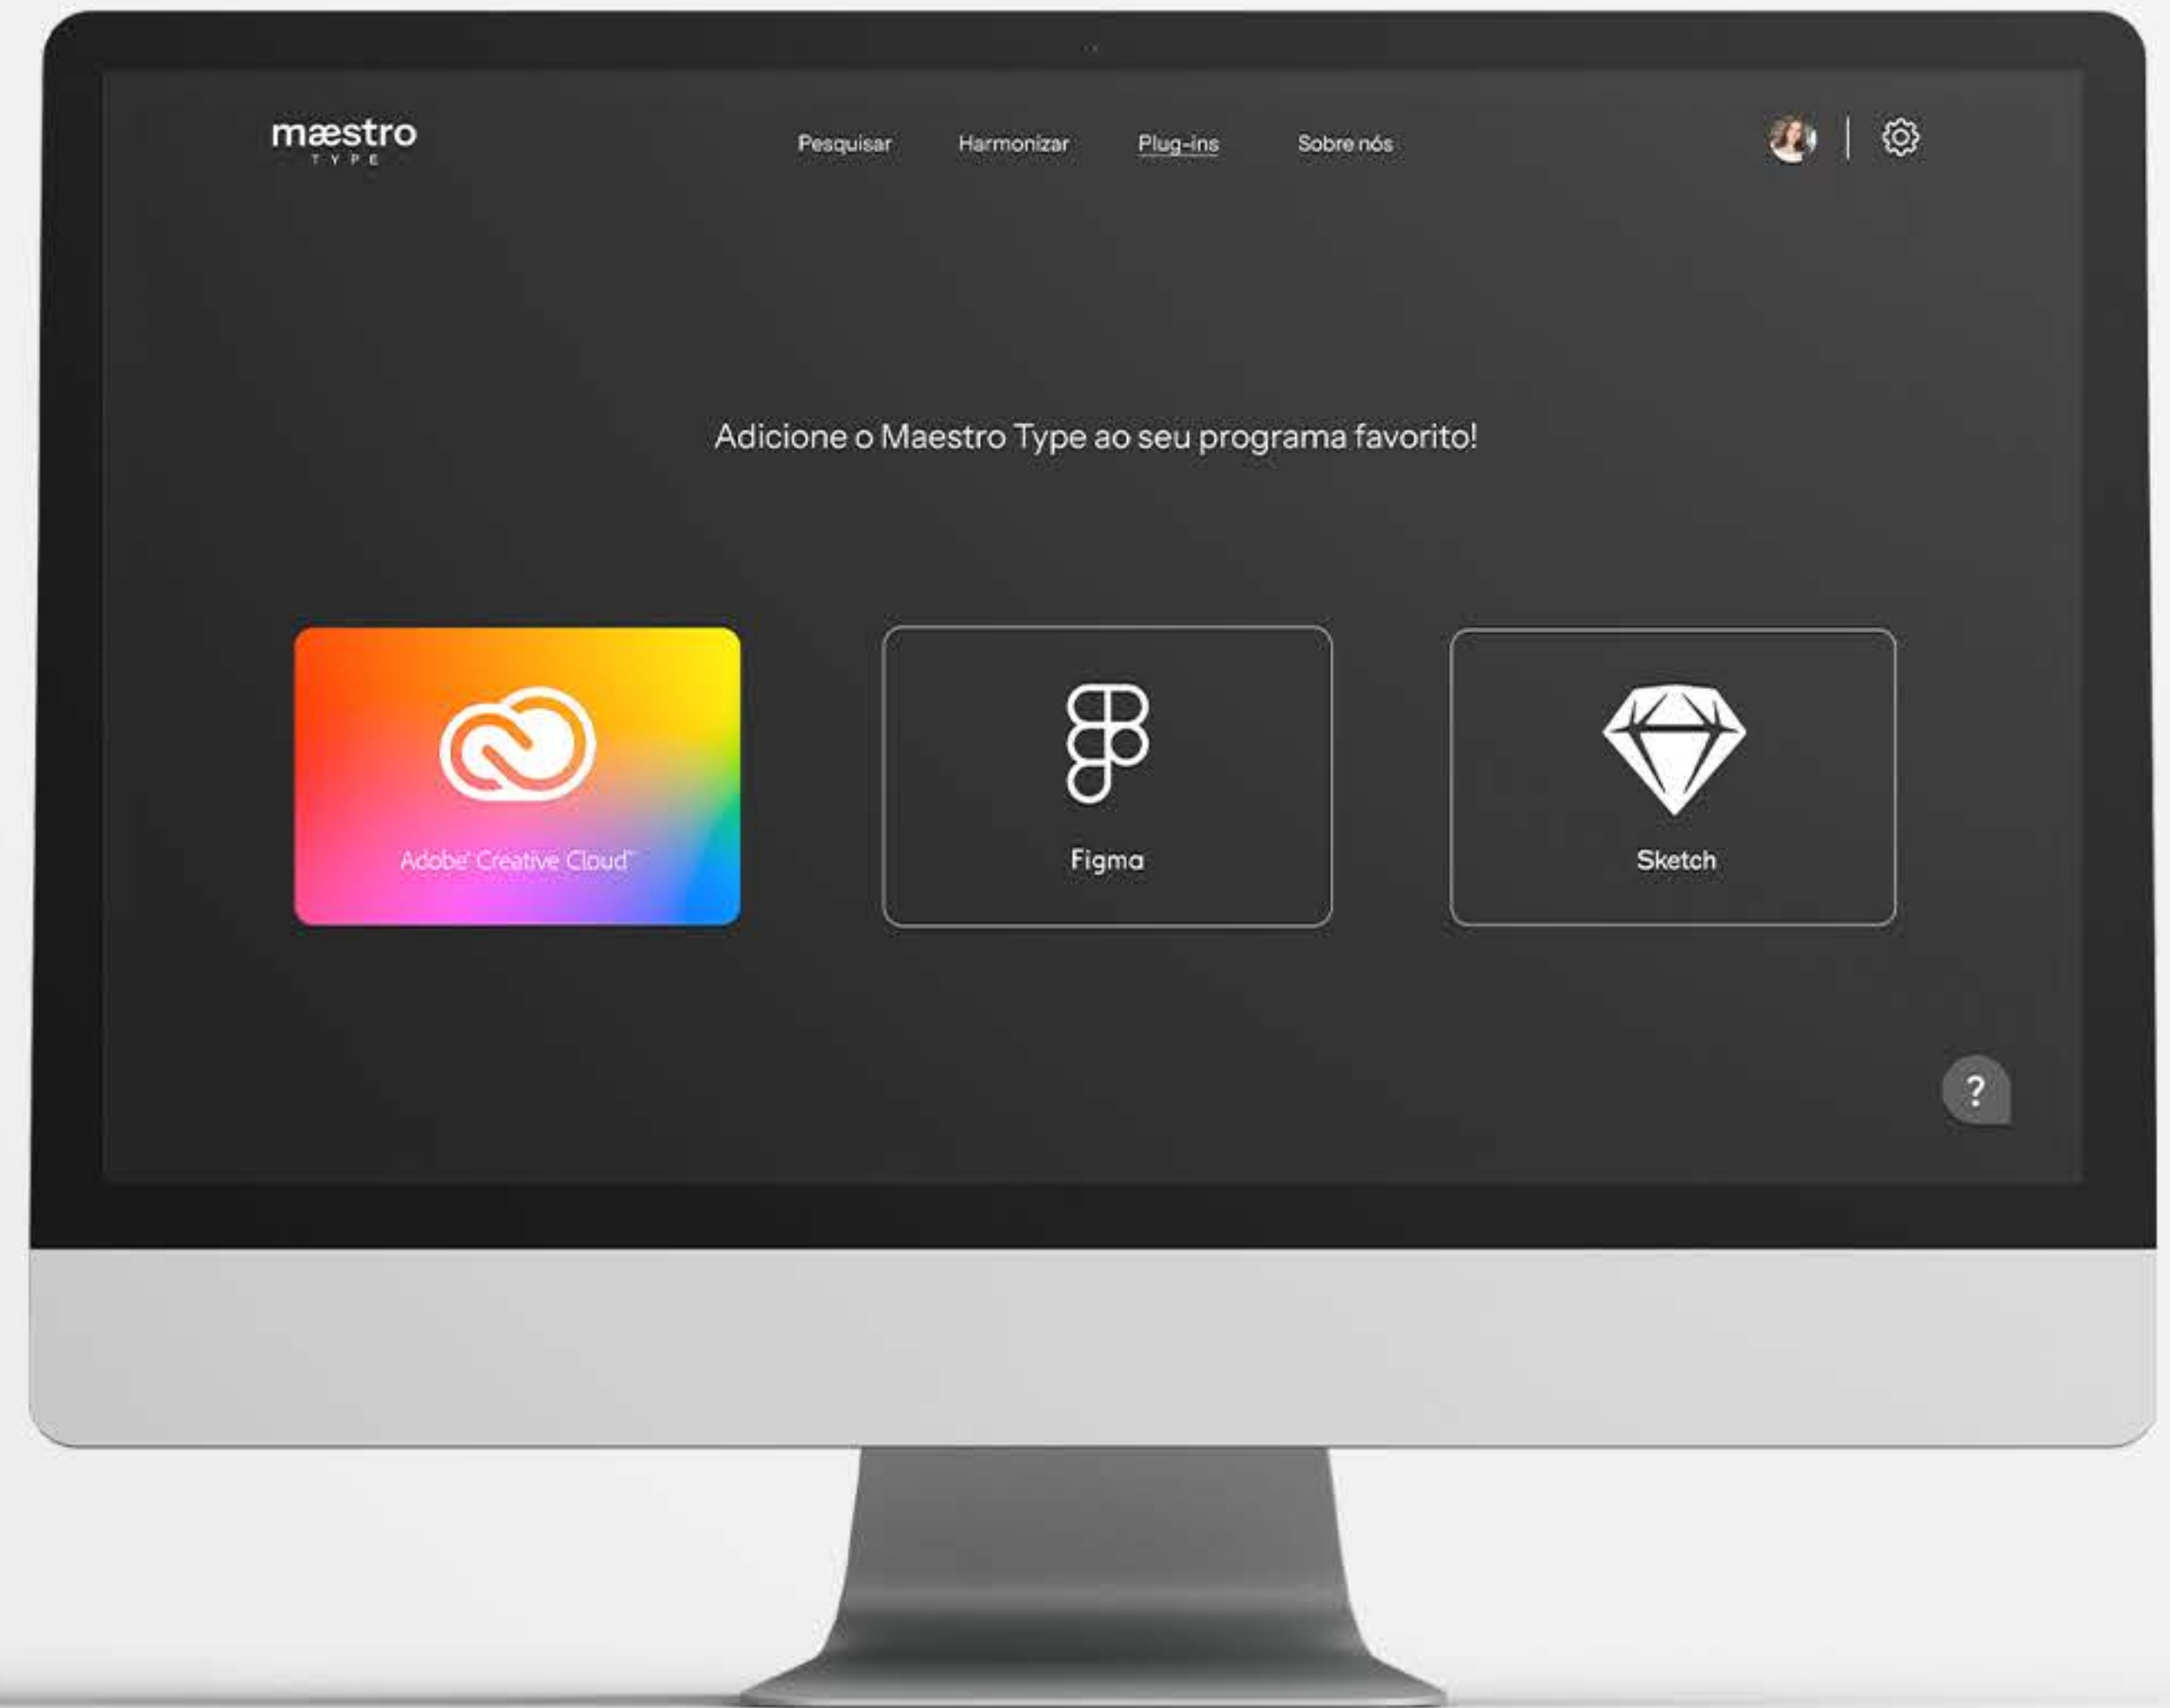 mæstro
TYPE
Pesquisar
Harmonizar
Plug-ins
Sobre nós
Adicione o Maestro Type ao seu programa favorito!
Adobe® Creative Cloud™
Figma
Sketch
?